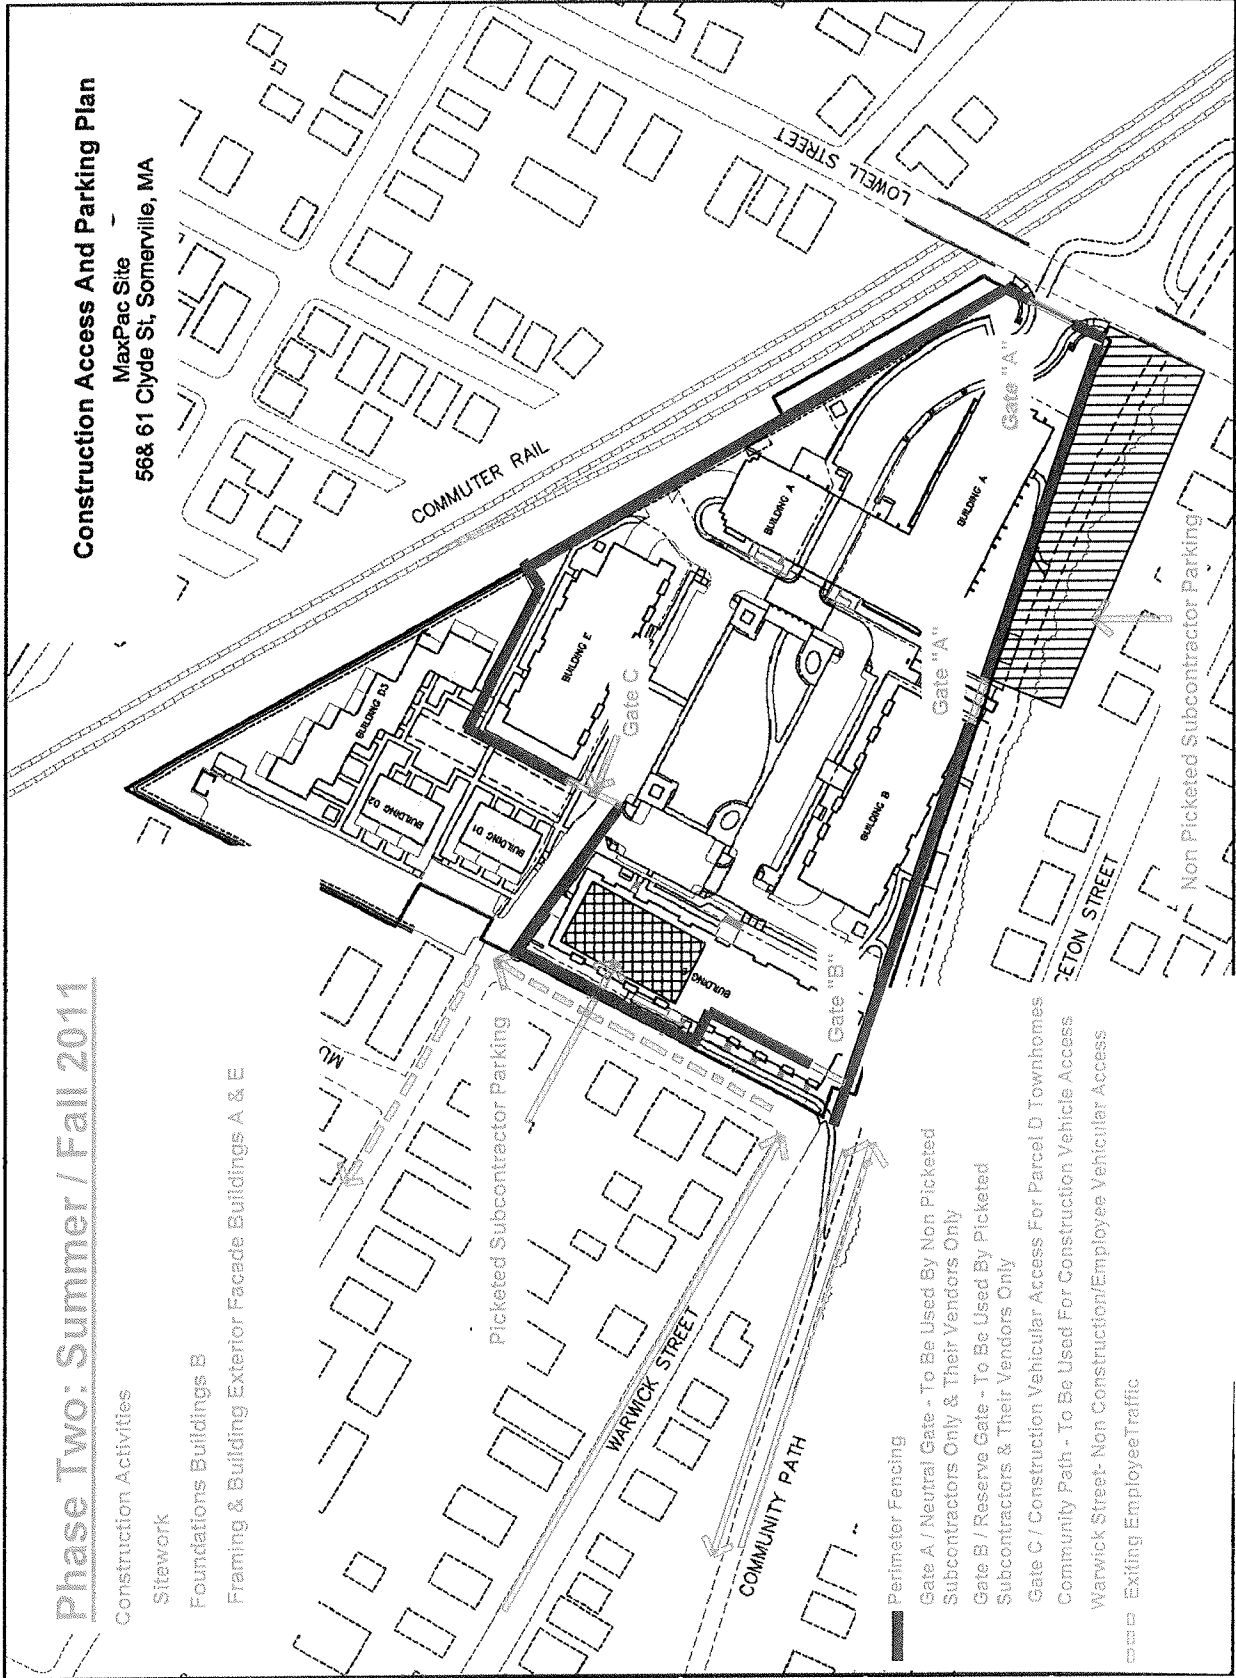 Phase Two: Summer / Fall 2011
Construction Activities
Sitework
Foundations Buildings B
Framing & Building Exterior Facade Buildings A & E
Construction Access And Parking Plan
MaxPac Site
56& 61 Clyde St, Somerville, MA
COMMUTER RAIL
LOWELL STREET
BUILDING D3
BUILDING D2
BUILDING D1
BUILDING E
BUILDING A
BUILDING A
BUILDING B
BUILDING
Gate C
Gate "A"
Gate "A"
Gate "B"
MU
Picketed Subcontractor Parking
Non Picketed Subcontractor Parking
WARWICK STREET
COMMUNITY PATH
ETON STREET
Perimeter Fencing
Gate A / Neutral Gate - To Be Used By Non Picketed
Subcontractors Only & Their Vendors Only
Gate B / Reserve Gate - To Be Used By Picketed
Subcontractors & Their Vendors Only
Gate C / Construction Vehicular Access For Parcel D Townhomes
Community Path - To Be Used For Construction Vehicle Access
Warwick Street- Non Construction/Employee Vehicular Access
Exiting EmployeeTraffic